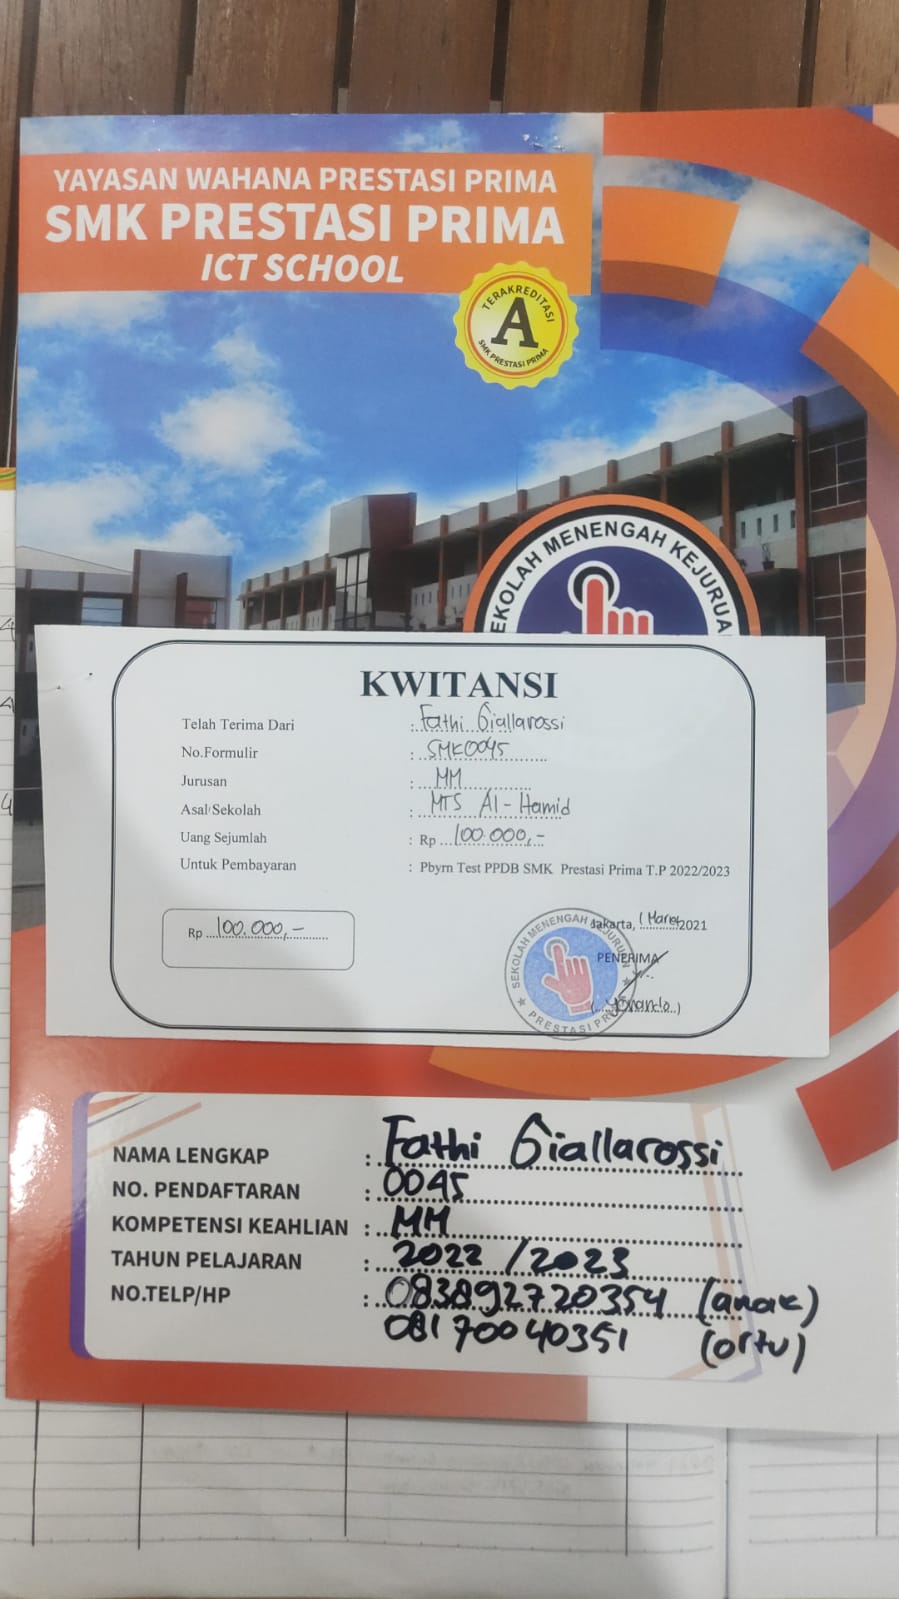 YAYASAN WAHANA PRESTASI PRIMA
SMK PRESTASI PRIMA
ICT SCHOOL
TERAKREDITASI
A
SMK PRESTASI PRIMA
EKOLAH MENENGAH KEJURUA
KWITANSI
Telah Terima Dari : Fathi Giallarossi
No.Formulir : SMK0045
Jurusan : MM
Asal Sekolah : MTS Al-Hamid
Uang Sejumlah : Rp 100.000,-
Untuk Pembayaran : Pbyrn Test PPDB SMK Prestasi Prima T.P 2022/2023
Rp 100.000,-
Jakarta, 1 Maret 2021
PENERIMA
(Yonando)
SEKOLAH MENENGAH KEJURUAN
PRESTASI PRIMA
NAMA LENGKAP : Fathi Giallarossi
NO. PENDAFTARAN : 0045
KOMPETENSI KEAHLIAN : MM
TAHUN PELAJARAN : 2022 / 2023
NO.TELP/HP : 083892720354 (anak)
08170040351 (ortu)